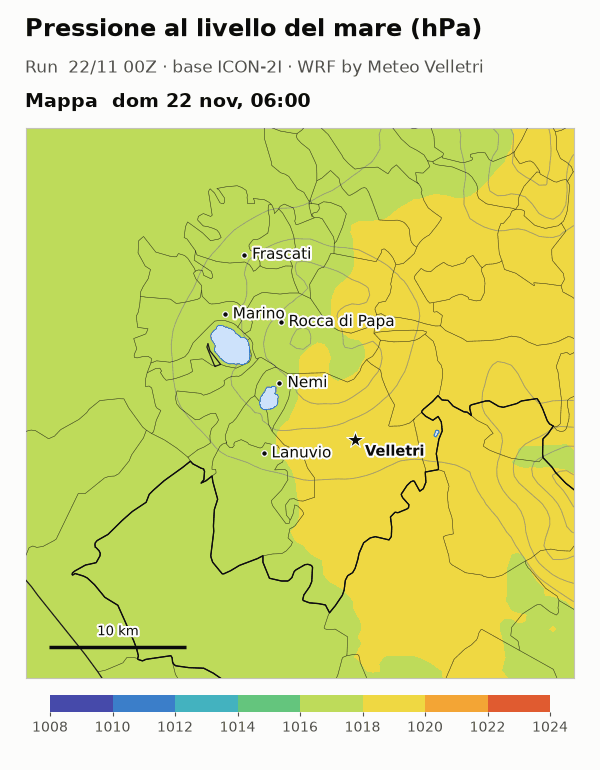 Pressione al livello del mare (hPa)
Run  22/11 00Z · base ICON-2I · WRF by Meteo Velletri
Mappa  dom 22 nov, 06:00
Frascati
Marino
Rocca di Papa
Nemi
Velletri
Lanuvio
10 km
1008 1010 1012 1014 1016 1018 1020 1022 1024